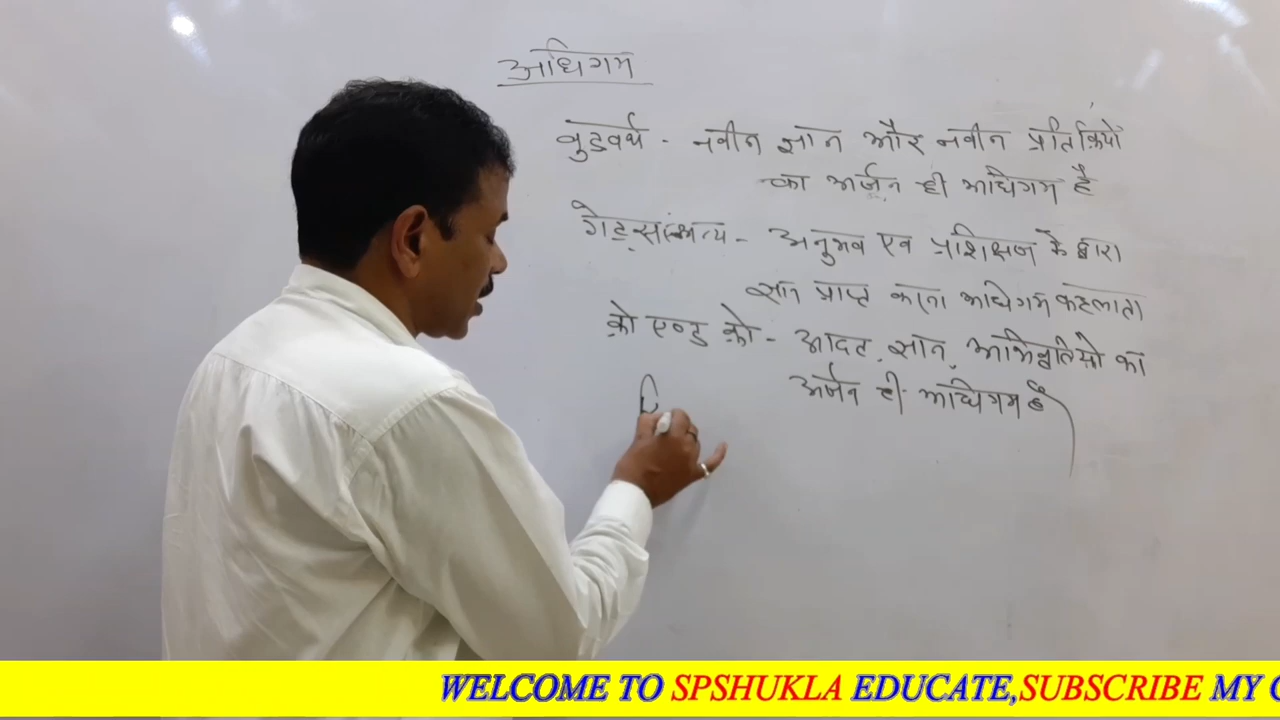 अधिगम
वुडवर्थ - नवीन ज्ञान और नवीन प्रतिक्रियों
का अर्जन ही अधिगम है
गेट्स - अनुभव एव प्रशिक्षण के द्वारा
ज्ञान प्राप्त करना अधिगम कहलाता
क्रो एण्ड क्रो - आदत, ज्ञान, का
अर्जन ही अधिगम है
WELCOME TO SPSHUKLA EDUCATE,SUBSCRIBE MY